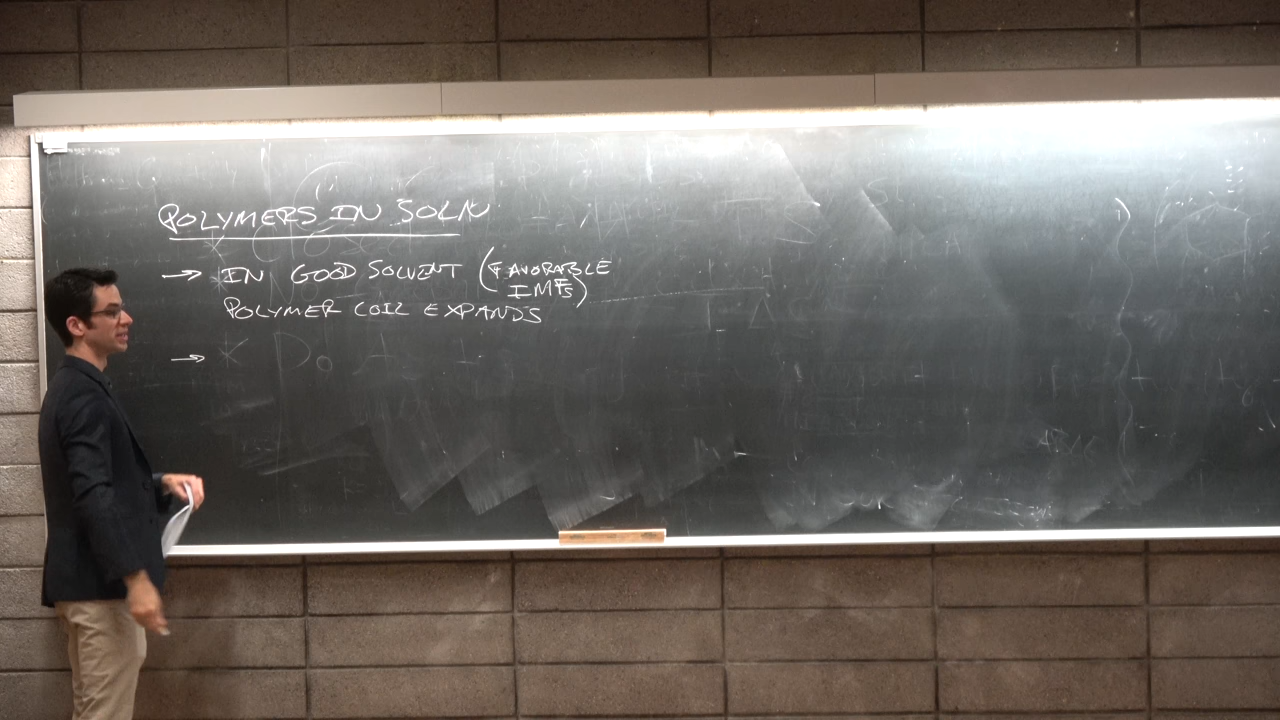 POLYMERS IN SOLN
→ IN GOOD SOLVENT (FAVORABLE
IMFs)
POLYMER COIL EXPANDS
→